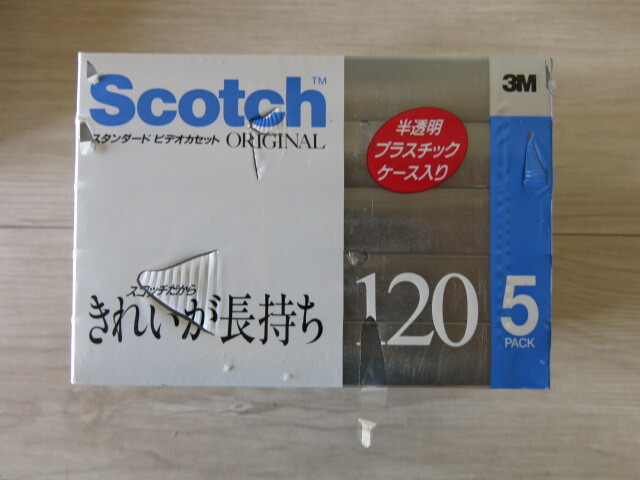 Scotch™
スタンダード ビデオカセット ORIGINAL
スコッチだから
きれいが長持ち
半透明
プラスチック
ケース入り
120
3M
5
PACK